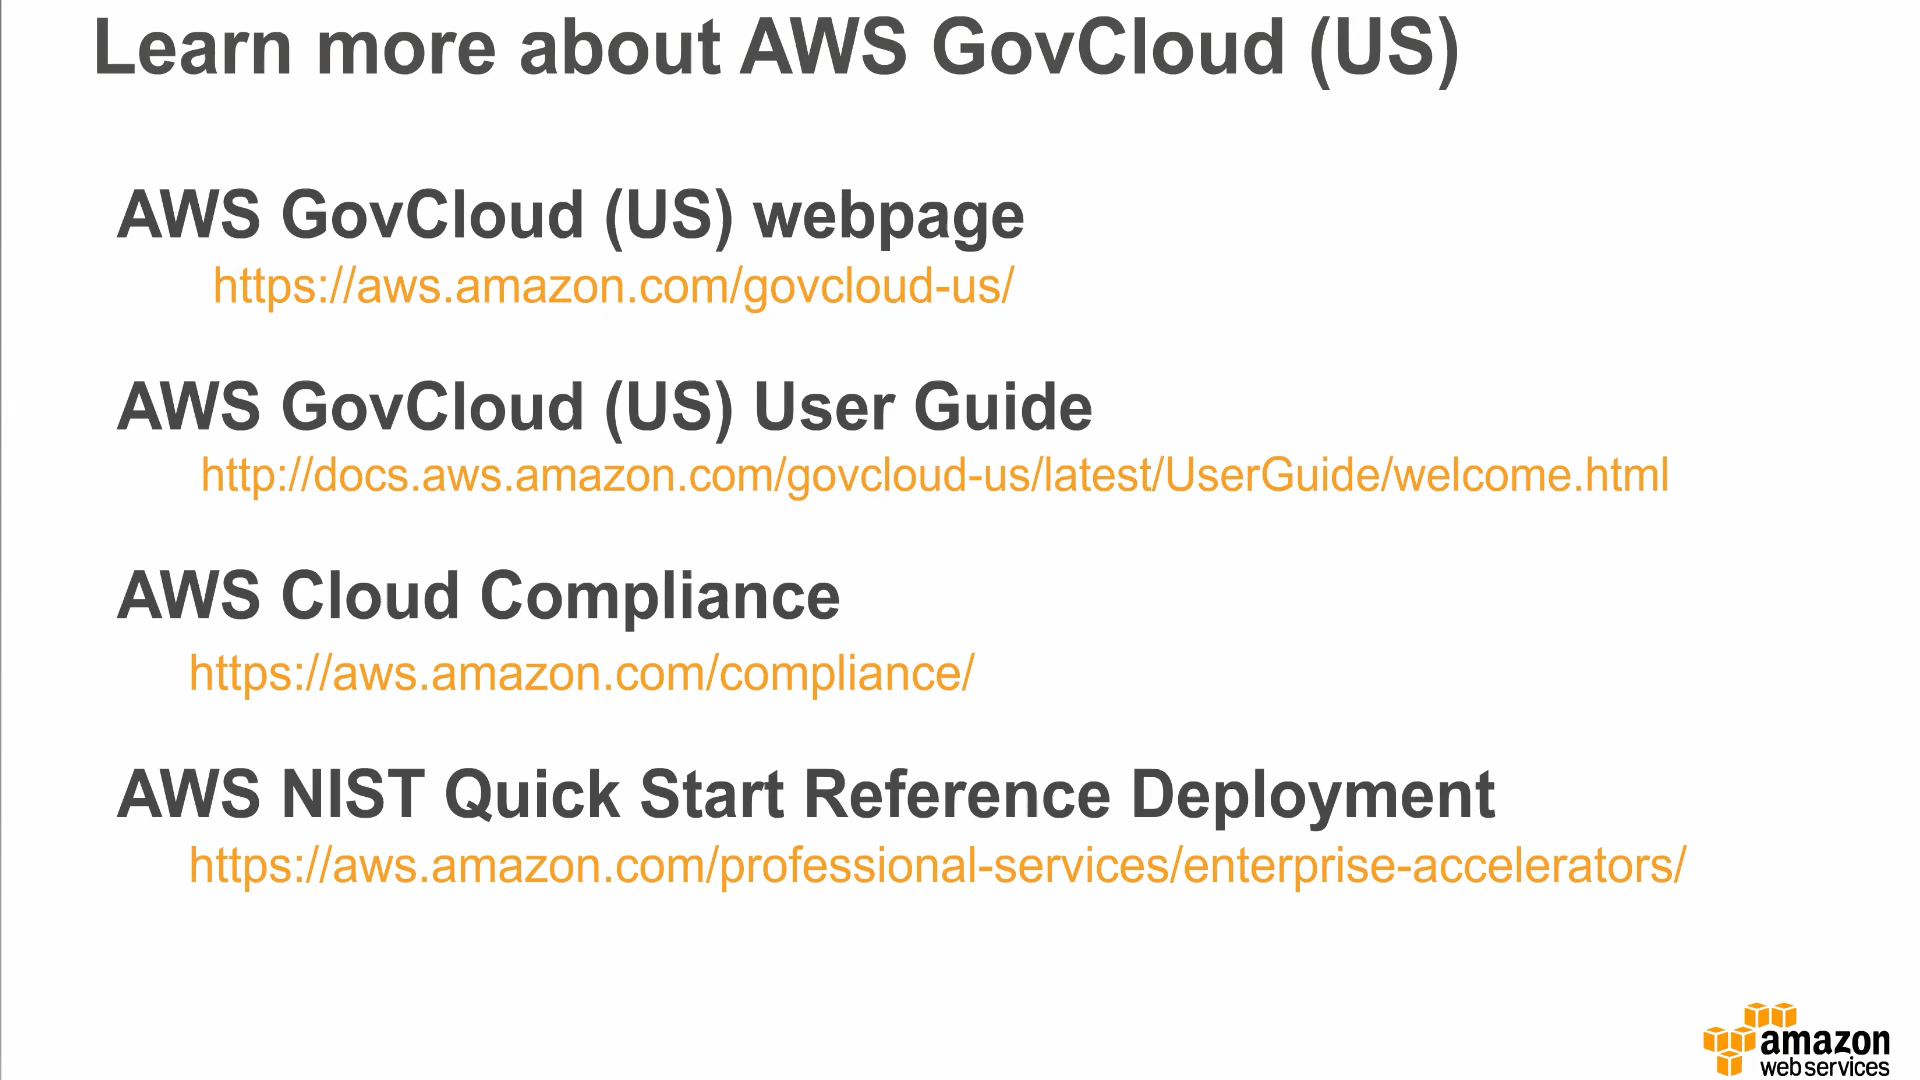 Learn more about AWS GovCloud (US)
AWS GovCloud (US) webpage
https://aws.amazon.com/govcloud-us/
AWS GovCloud (US) User Guide
http://docs.aws.amazon.com/govcloud-us/latest/UserGuide/welcome.html
AWS Cloud Compliance
https://aws.amazon.com/compliance/
AWS NIST Quick Start Reference Deployment
https://aws.amazon.com/professional-services/enterprise-accelerators/
amazon
webservices